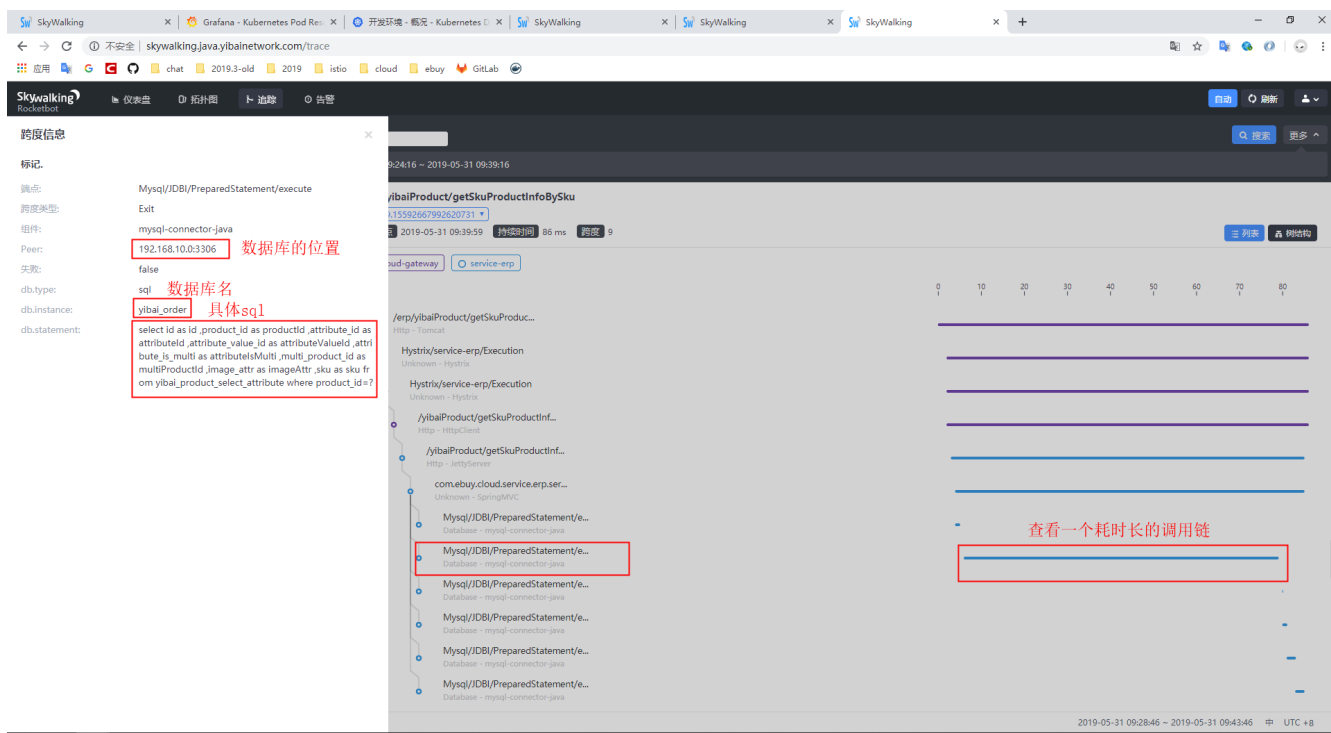 SkyWalking
Grafana - Kubernetes Pod Res
开发环境 - 概况 - Kubernetes D
SkyWalking
SkyWalking
SkyWalking
不安全 | skywalking.java.yibainetwork.com/trace
应用 chat 2019.3-old 2019 istio cloud ebuy GitLab
Skywalking
Rocketbot
仪表盘 拓扑图 追踪 告警 自动 刷新
跨度信息
搜索 更多
标记.
9:24:16 ~ 2019-05-31 09:39:16
端点: Mysql/JDBI/PreparedStatement/execute
跨度类型: Exit
组件: mysql-connector-java
Peer: 192.168.10.0:3306 数据库的位置
失败: false
db.type: sql 数据库名
db.instance: yibai_order 具体sql
db.statement: select id as id ,product_id as productId ,attribute_id as
attributeId ,attribute_value_id as attributeValueId ,attri
bute_is_multi as attributeIsMulti ,multi_product_id as
multiProductId ,image_attr as imageAttr ,sku as sku fr
om yibai_product_select_attribute where product_id=?
yibaiProduct/getSkuProductInfoBySku
.15592667992620731
2019-05-31 09:39:59 持续时间 86 ms 跨度 9
列表 树结构
oud-gateway service-erp
0 10 20 30 40 50 60 70 80
/erp/yibaiProduct/getSkuProduc...
Http - Tomcat
Hystrix/service-erp/Execution
Unknown - Hystrix
Hystrix/service-erp/Execution
Unknown - Hystrix
/yibaiProduct/getSkuProductInf...
Http - HttpClient
/yibaiProduct/getSkuProductInf...
Http - JettyServer
com.ebuy.cloud.service.erp.ser...
Unknown - SpringMVC
Mysql/JDBI/PreparedStatement/e...
Database - mysql-connector-java
查看一个耗时长的调用链
Mysql/JDBI/PreparedStatement/e...
Database - mysql-connector-java
Mysql/JDBI/PreparedStatement/e...
Database - mysql-connector-java
Mysql/JDBI/PreparedStatement/e...
Database - mysql-connector-java
Mysql/JDBI/PreparedStatement/e...
Database - mysql-connector-java
Mysql/JDBI/PreparedStatement/e...
Database - mysql-connector-java
2019-05-31 09:28:46 ~ 2019-05-31 09:43:46 中 UTC +8